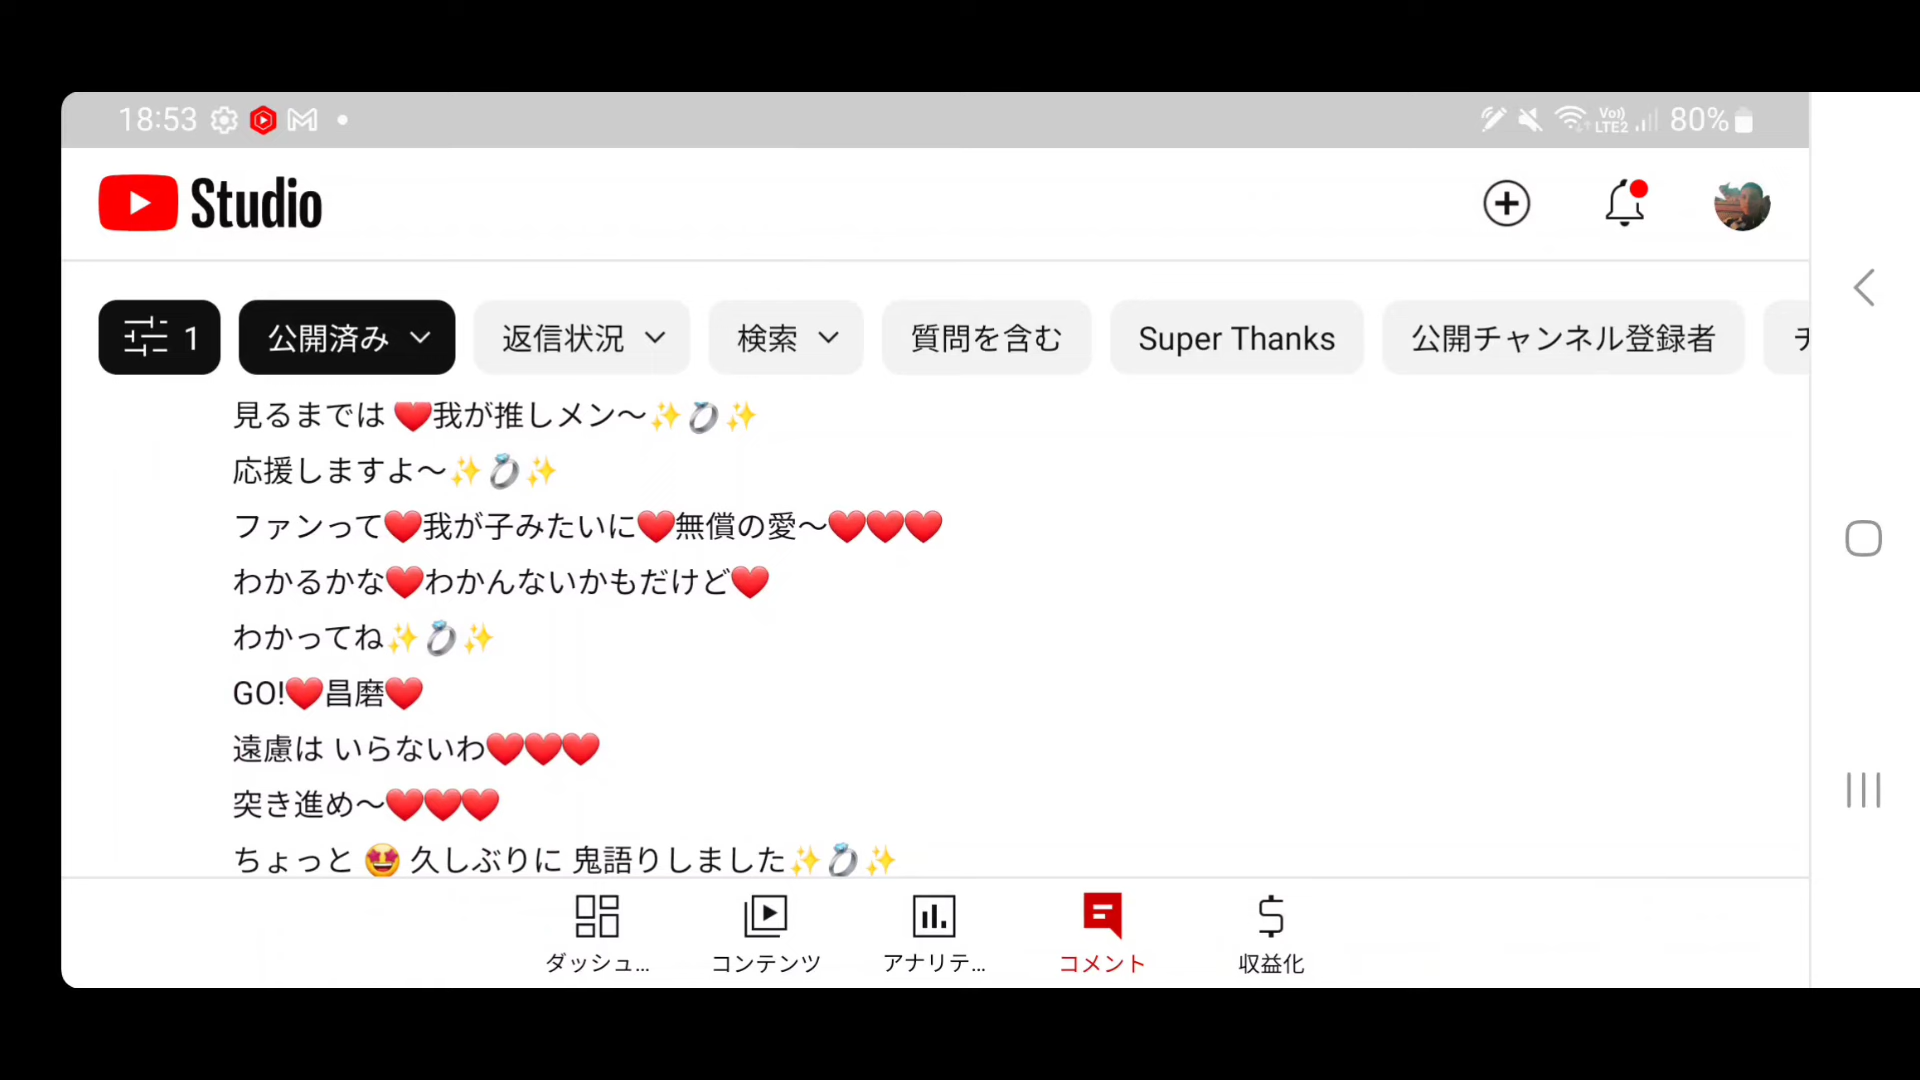 18:53
Vo))
LTE2
80%
Studio
1
公開済み
返信状況
検索
質問を含む
Super Thanks
公開チャンネル登録者
見るまでは ❤️我が推しメン〜✨💍✨
応援しますよ〜✨💍✨
ファンって❤️我が子みたいに❤️無償の愛〜❤️❤️❤️
わかるかな❤️わかんないかもだけど❤️
わかってね✨💍✨
GO!❤️昌磨❤️
遠慮は いらないわ❤️❤️❤️
突き進め〜❤️❤️❤️
ちょっと 🤩 久しぶりに 鬼語りしました✨💍✨
ダッシュ...
コンテンツ
アナリテ...
コメント
収益化